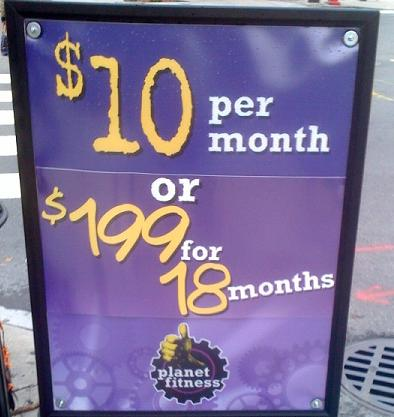 $10 per
month
or
$199 for
18 months
planet
fitness